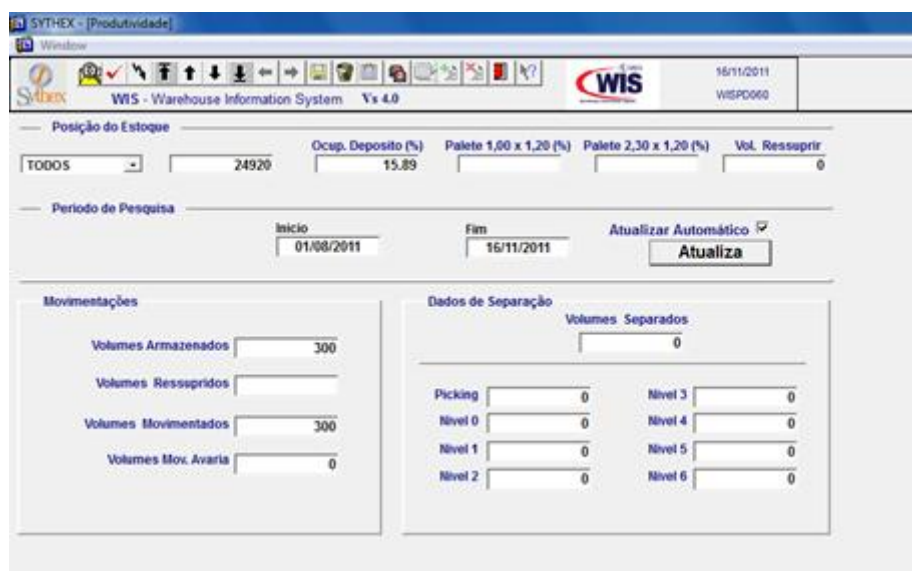 SYTHEX - [Produtividade]
Window
Sythex
WIS - Warehouse Information System Vs 4.0
WIS
16/11/2011
WISPD060
Posição do Estoque
Ocup. Deposito (%) Palete 1,00 x 1,20 (%) Palete 2,30 x 1,20 (%) Vol. Ressuprir
TODOS 24920 15.89 0
Periodo de Pesquisa
Inicio Fim Atualizar Automático
01/08/2011 16/11/2011 Atualiza
Movimentações
Volumes Armazenados 300
Volumes Ressupridos
Volumes Movimentados 300
Volumes Mov. Avaria 0
Dados de Separação
Volumes Separados
0
Picking 0 Nivel 3 0
Nivel 0 0 Nivel 4 0
Nivel 1 0 Nivel 5 0
Nivel 2 0 Nivel 6 0